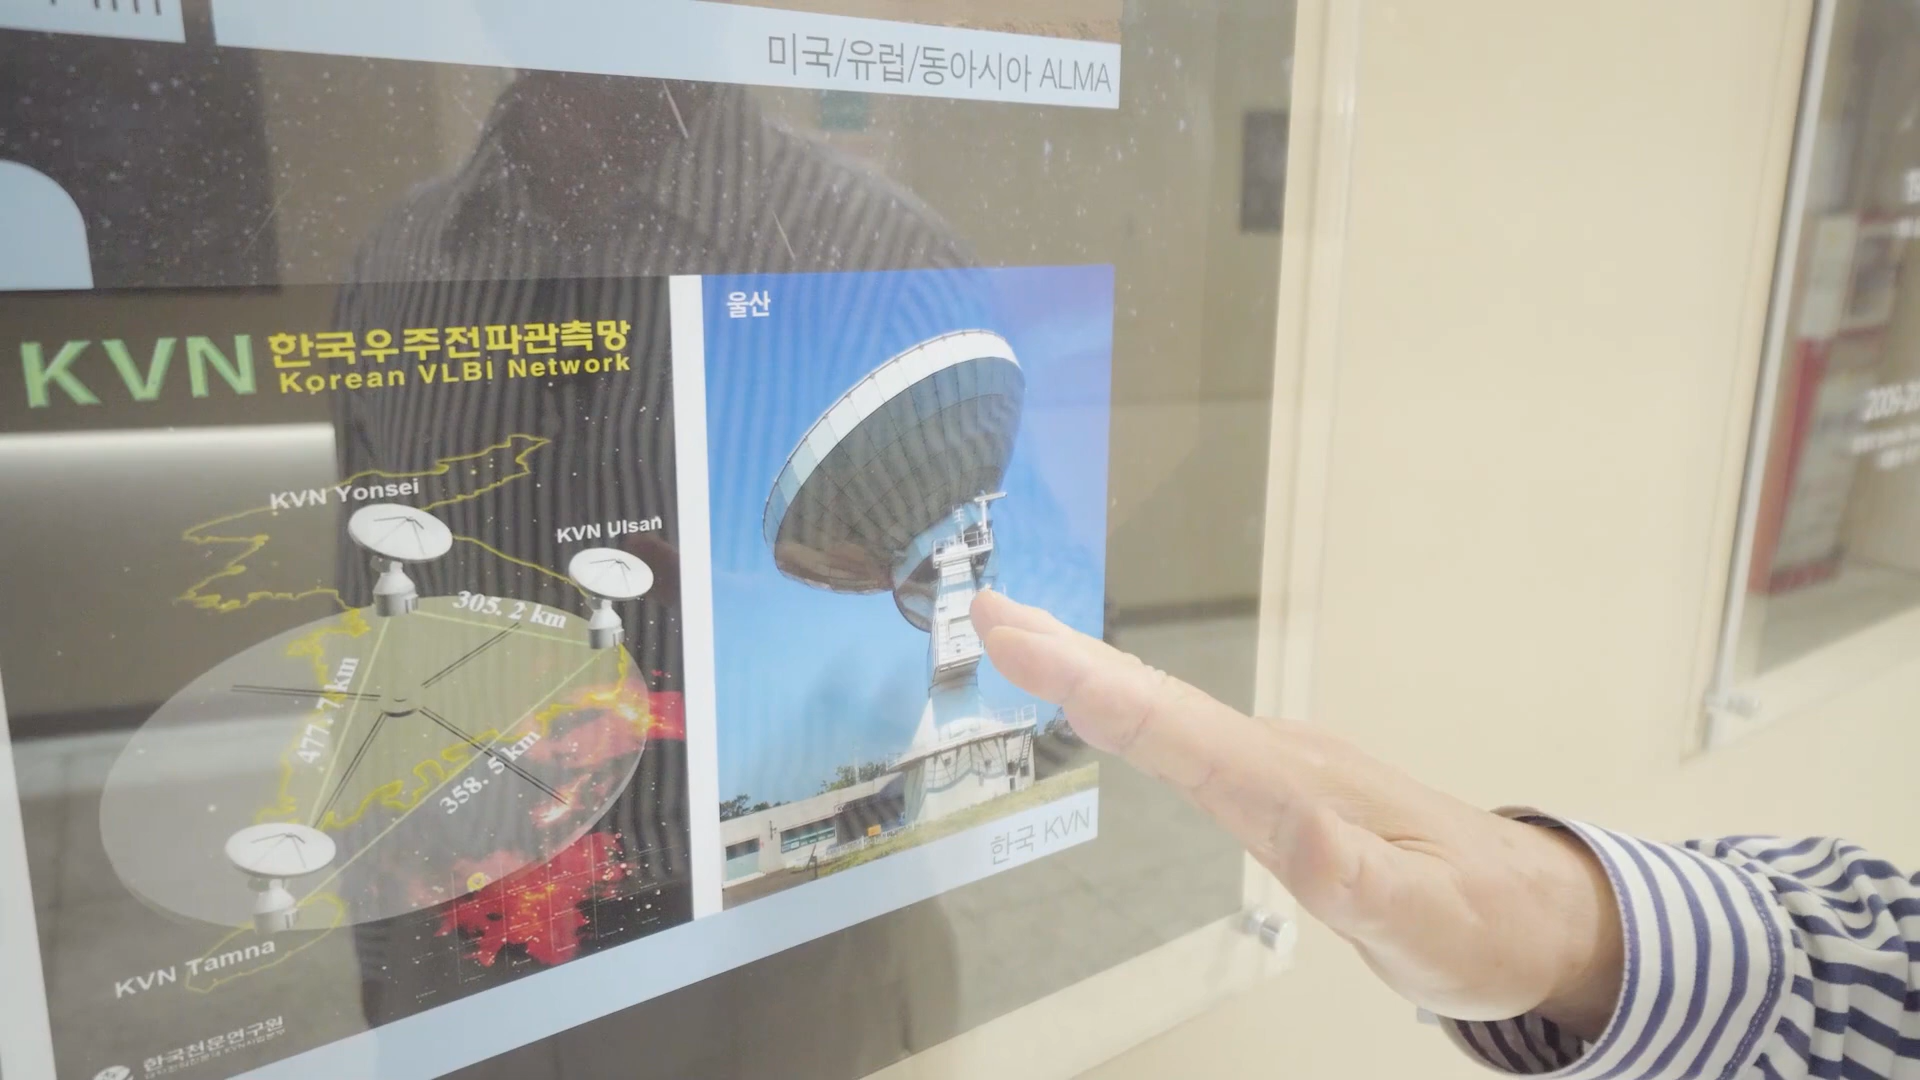 미국/유럽/동아시아 ALMA
KVN 한국우주전파관측망
Korean VLBI Network
울산
KVN Yonsei
KVN Ulsan
305.2 km
477.7 km
358.5 km
KVN Tamna
한국 KVN
한국천문연구원